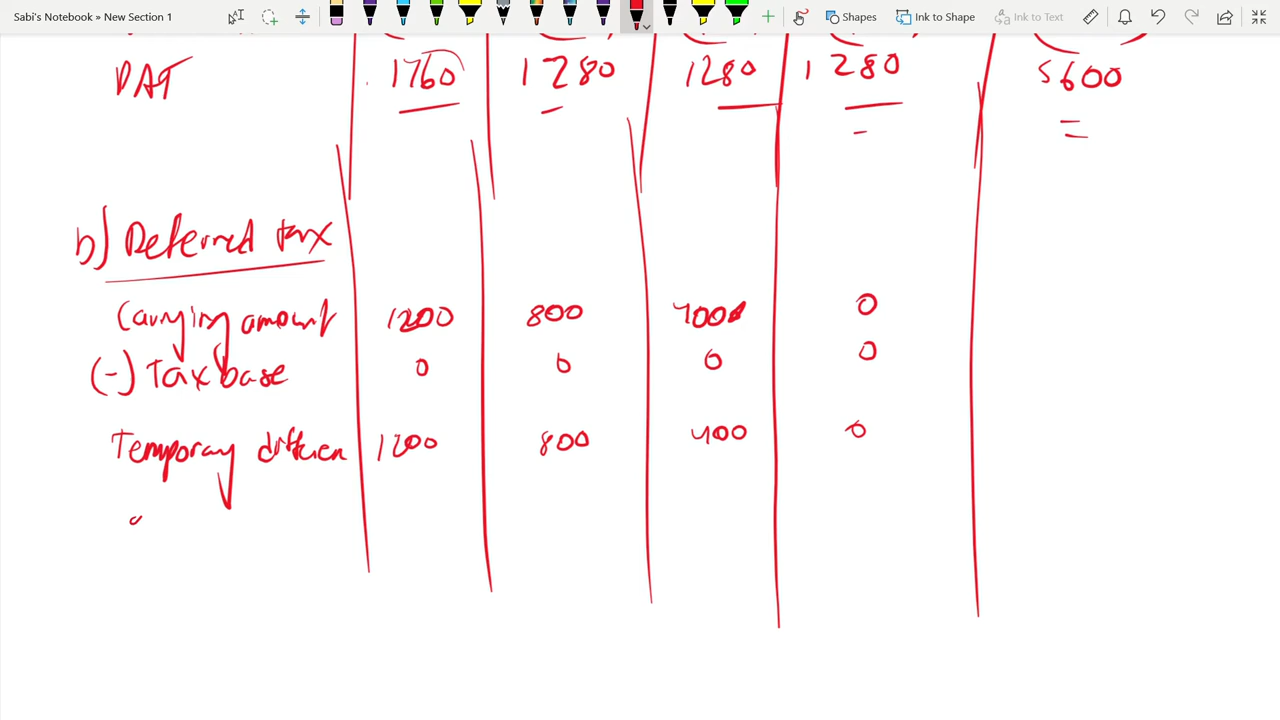 Sabi's Notebook » New Section 1 Shapes Ink to Shape Ink to Text
PAT 1760 1280 1280 1280 5600
b) Deferred tax
Carrying amount 1200 800 400 0
(-) Tax base 0 0 0 0
Temporary differen 1200 800 400 0